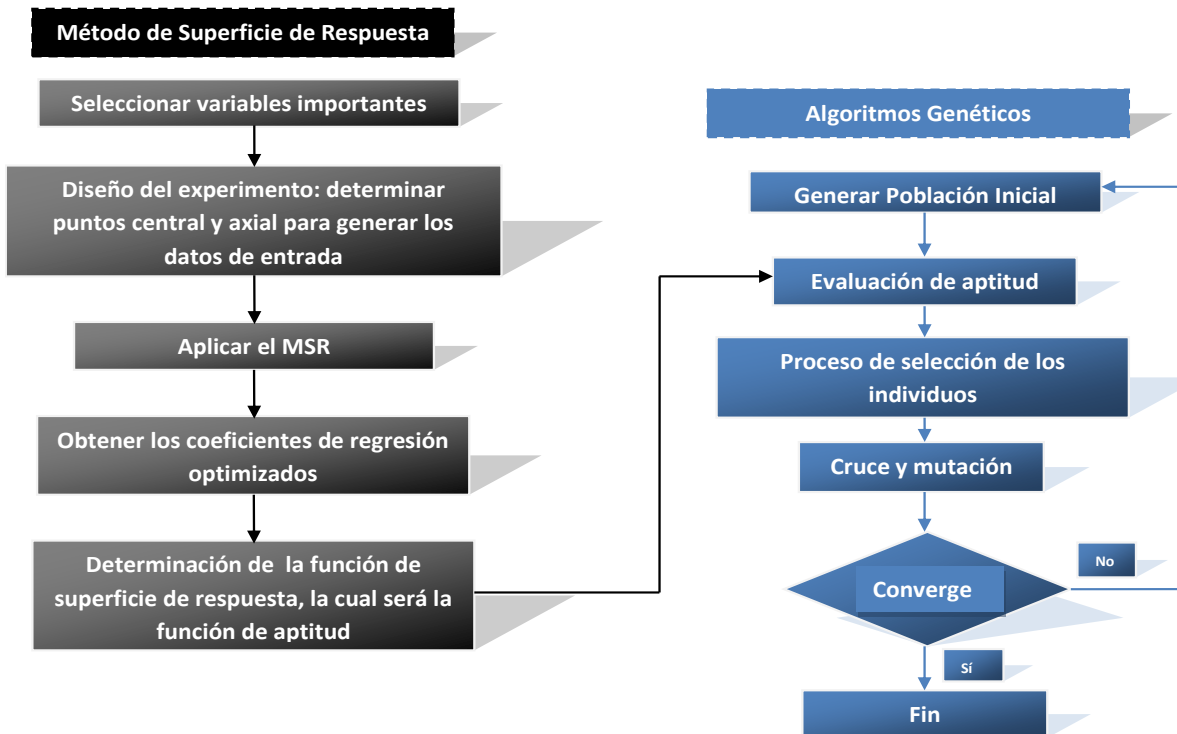 Método de Superficie de Respuesta
Seleccionar variables importantes
Diseño del experimento: determinar
puntos central y axial para generar los
datos de entrada
Aplicar el MSR
Obtener los coeficientes de regresión
optimizados
Determinación de la función de
superficie de respuesta, la cual será la
función de aptitud
Algoritmos Genéticos
Generar Población Inicial
Evaluación de aptitud
Proceso de selección de los
individuos
Cruce y mutación
Converge
No
Sí
Fin